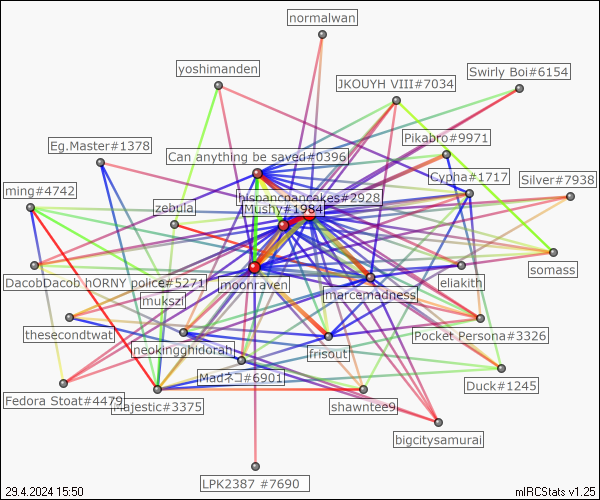 normalwan
yoshimanden
Swirly Boi#6154
JKOUYH VIII#7034
Pikabro#9971
Eg.Master#1378
Can anything be saved#0396
Cypha#1717
Silver#7938
ming#4742
hispancpancakes#2928
zebula
Mushy#1984
DacobDacob hORNY police#5271
moonraven
eliakith
somass
mukszi
marcemadness
thesecondtwat
neokingghidorah
frisout
Pocket Persona#3326
Madネコ#6901
Duck#1245
Fedora Stoat#4479
Majestic#3375
shawntee9
bigcitysamurai
LPK2387 #7690
29.4.2024 15:50
mIRCStats v1.25